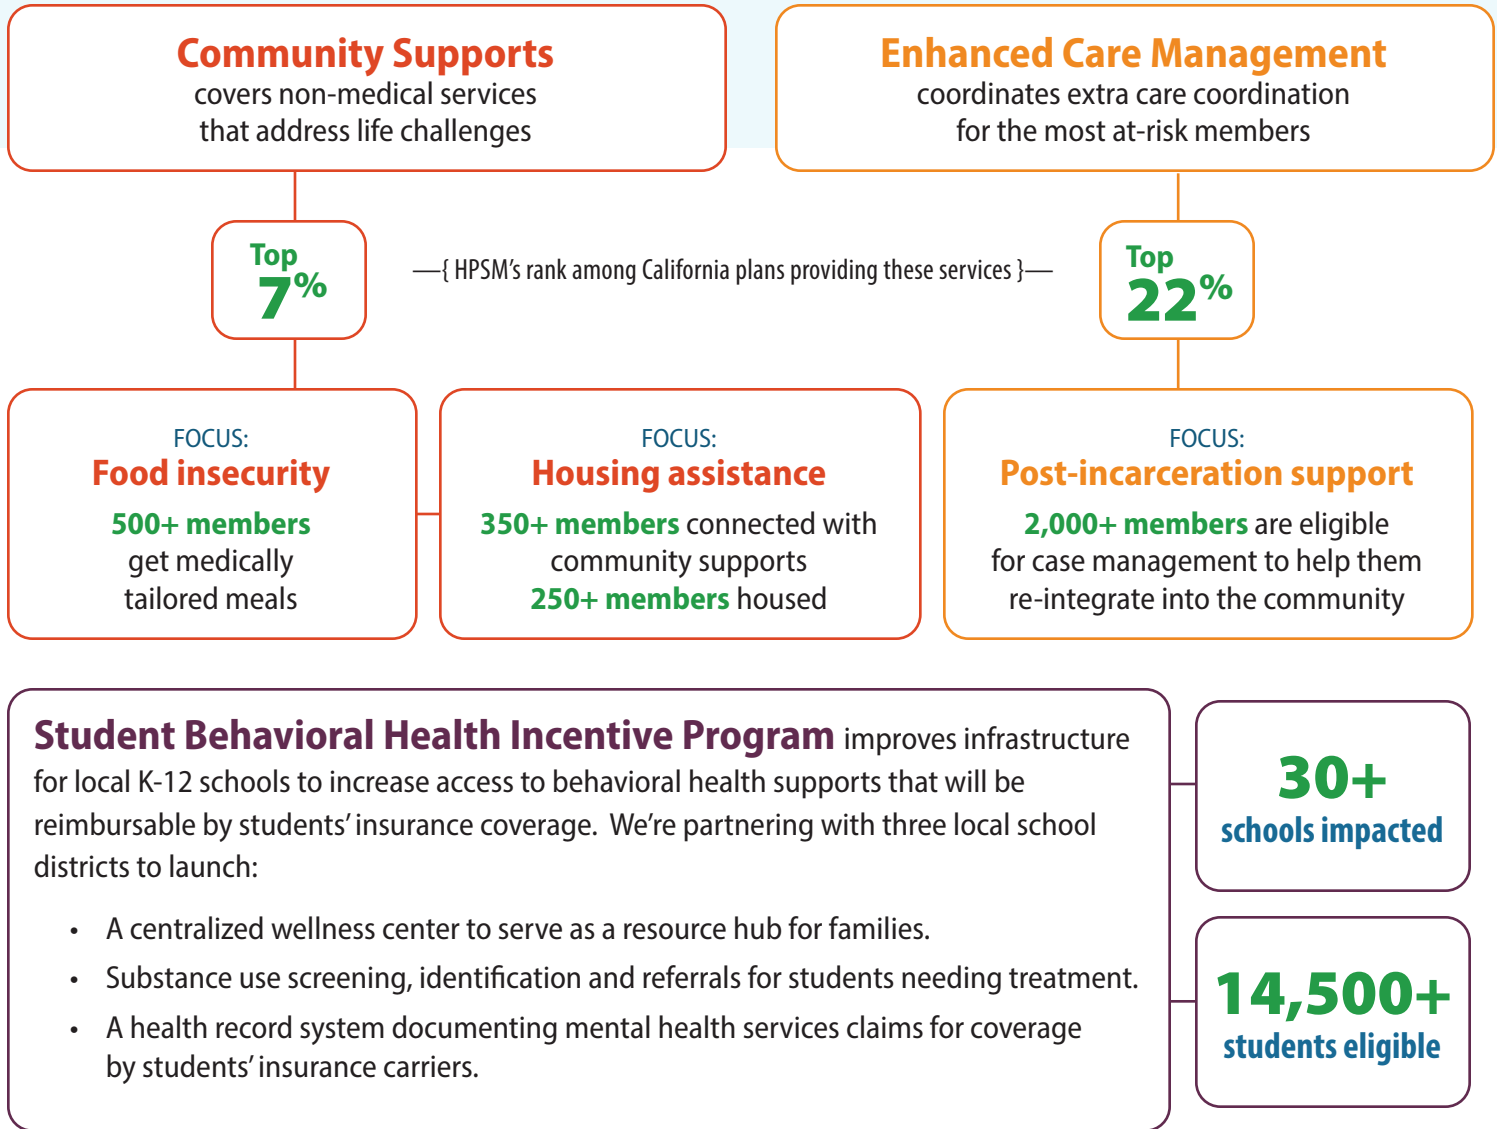 Community Supports
covers non-medical services
that address life challenges
Enhanced Care Management
coordinates extra care coordination
for the most at-risk members
Top
7%
—{ HPSM’s rank among California plans providing these services }—
Top
22%
FOCUS:
Food insecurity
500+ members
get medically
tailored meals
FOCUS:
Housing assistance
350+ members connected with
community supports
250+ members housed
FOCUS:
Post-incarceration support
2,000+ members are eligible
for case management to help them
re-integrate into the community
Student Behavioral Health Incentive Program improves infrastructure
for local K-12 schools to increase access to behavioral health supports that will be
reimbursable by students’ insurance coverage.  We’re partnering with three local school
districts to launch:
• A centralized wellness center to serve as a resource hub for families.
• Substance use screening, identification and referrals for students needing treatment.
• A health record system documenting mental health services claims for coverage
by students’ insurance carriers.
30+
schools impacted
14,500+
students eligible